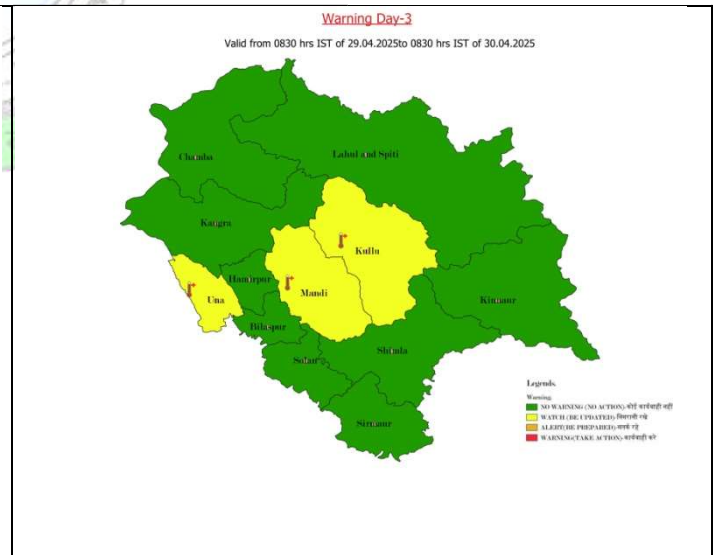 Warning Day-3
Valid from 0830 hrs IST of 29.04.2025to 0830 hrs IST of 30.04.2025
Chamba
Lahul and Spiti
Kangra
Kullu
Hamirpur
Mandi
Una
Kinnaur
Bilaspur
Solan
Shimla
Sirmaur
Legends.
Warning
NO WARNING (NO ACTION)-कोई कार्यवाही नहीं
WATCH (BE UPDATED)-निगरानी रखें
ALERT(BE PREPARED)-सतर्क रहें
WARNING(TAKE ACTION)-कार्यवाही करें